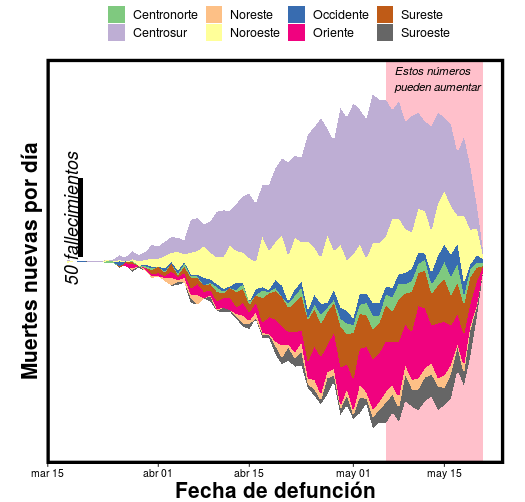 Centronorte Noreste Occidente Sureste
Centrosur Noroeste Oriente Suroeste
Estos números
pueden aumentar
Muertes nuevas por día
50 fallecimientos
mar 15 abr 01 abr 15 may 01 may 15
Fecha de defunción